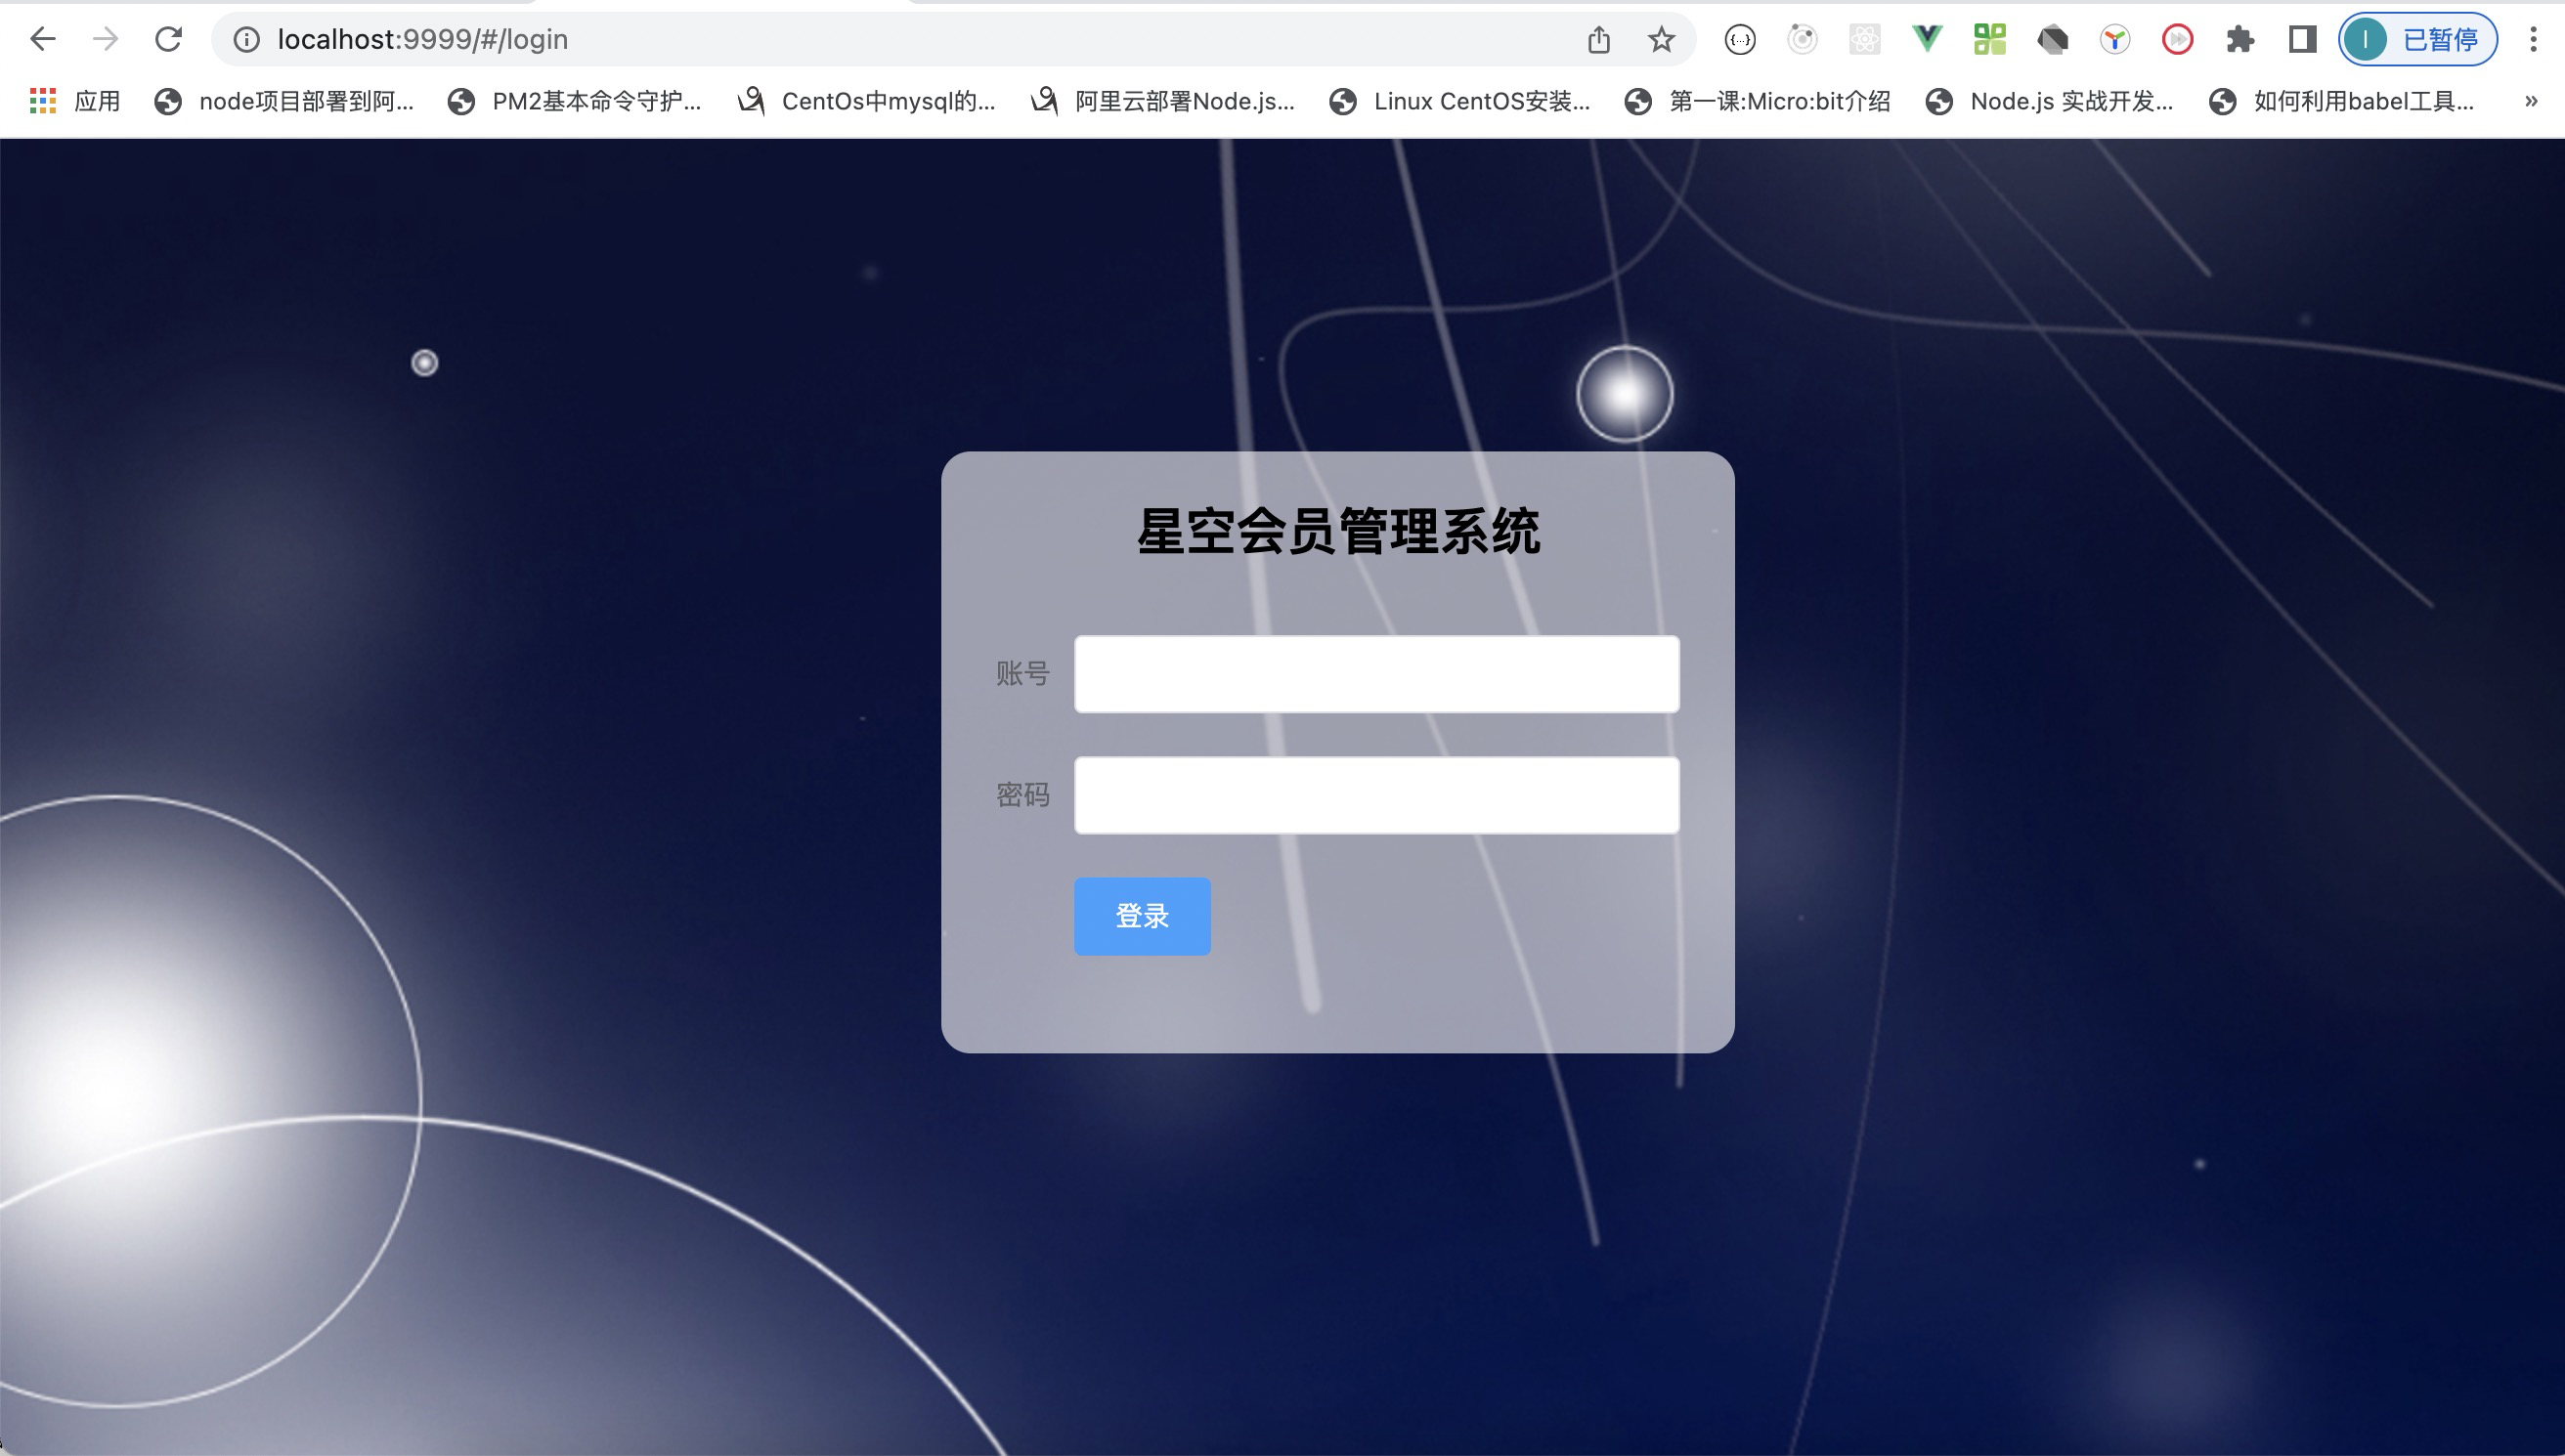 localhost:9999/#/login
I 已暂停
应用 node项目部署到阿... PM2基本命令守护... CentOs中mysql的... 阿里云部署Node.js... Linux CentOS安装... 第一课:Micro:bit介绍 Node.js 实战开发... 如何利用babel工具... »
星空会员管理系统
账号
密码
登录